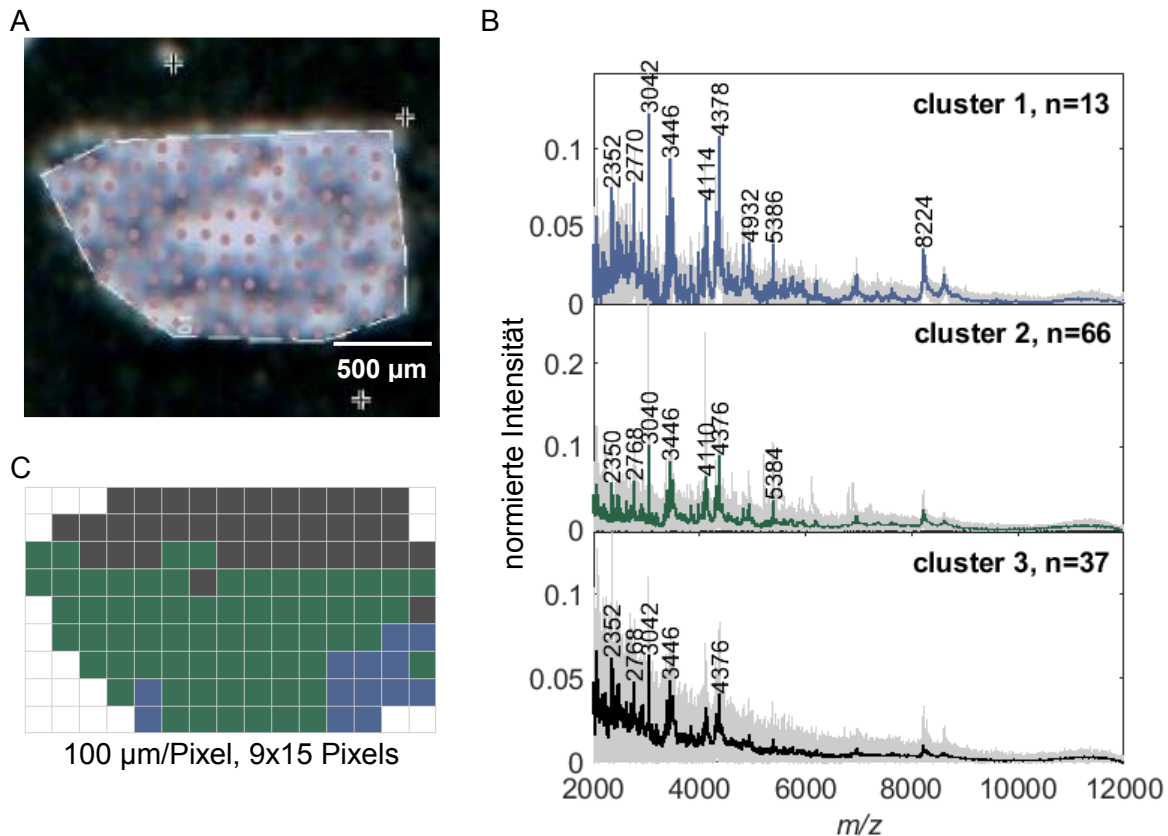 A
500 µm
B
normierte Intensität
cluster 1, n=13
0.1
0.05
0
2352
2770
3042
3446
4114
4378
4932
5386
8224
cluster 2, n=66
0.2
0.1
0
2350
2768
3040
3446
4110
4376
5384
cluster 3, n=37
0.1
0.05
0
2352
2768
3042
3446
4376
2000 4000 6000 8000 10000 12000
m/z
C
100 µm/Pixel, 9x15 Pixels